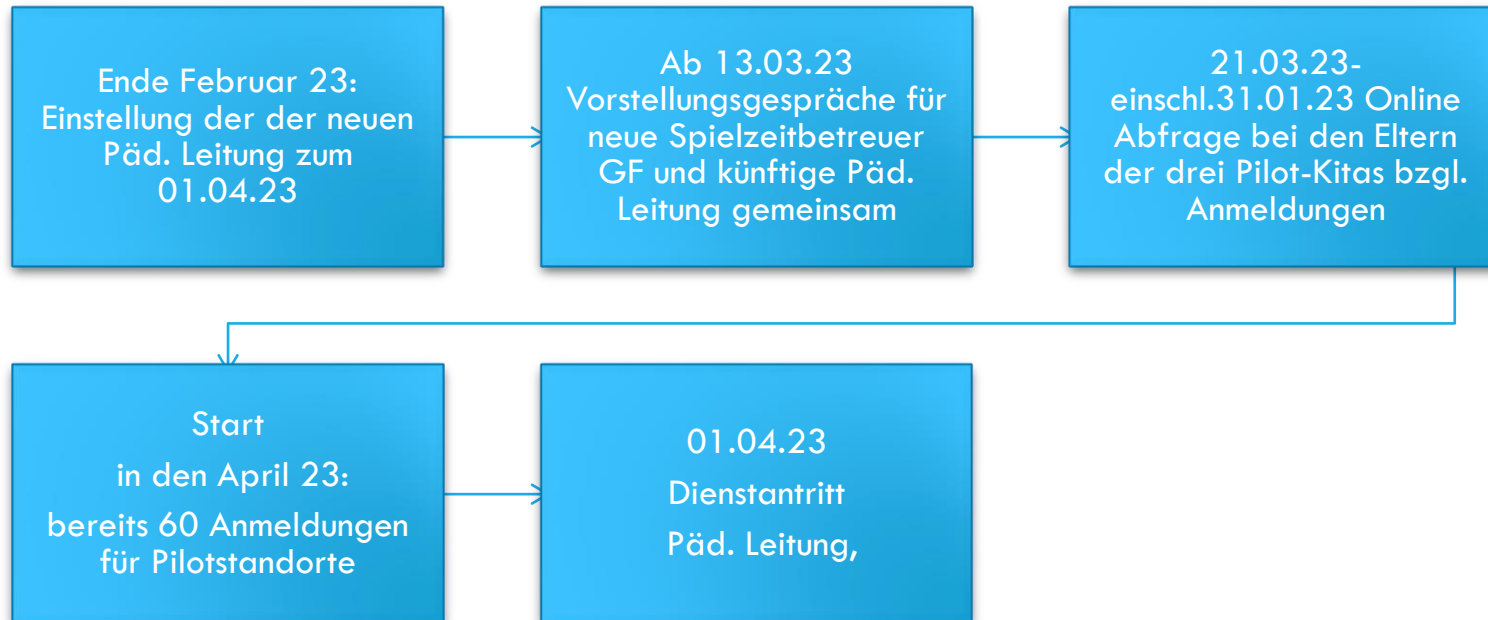 Ende Februar 23:
Einstellung der der neuen
Päd. Leitung zum
01.04.23
Ab 13.03.23
Vorstellungsgespräche für
neue Spielzeitbetreuer
GF und künftige Päd.
Leitung gemeinsam
21.03.23-
einschl.31.01.23 Online
Abfrage bei den Eltern
der drei Pilot-Kitas bzgl.
Anmeldungen
Start
in den April 23:
bereits 60 Anmeldungen
für Pilotstandorte
01.04.23
Dienstantritt
Päd. Leitung,